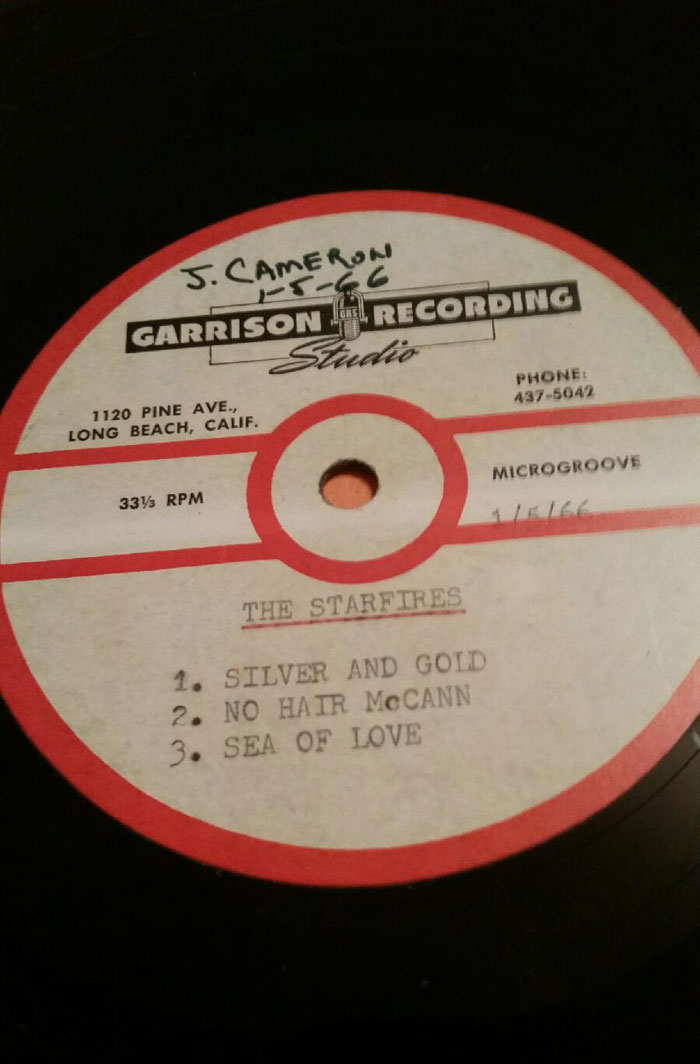 J. CAMERON
1-5-66
GARRISON GRS RECORDING
Studio
1120 PINE AVE.,
LONG BEACH, CALIF.
PHONE:
437-5042
33⅓ RPM
MICROGROOVE
1/5/66
THE STARFIRES
1. SILVER AND GOLD
2. NO HAIR McCANN
3. SEA OF LOVE